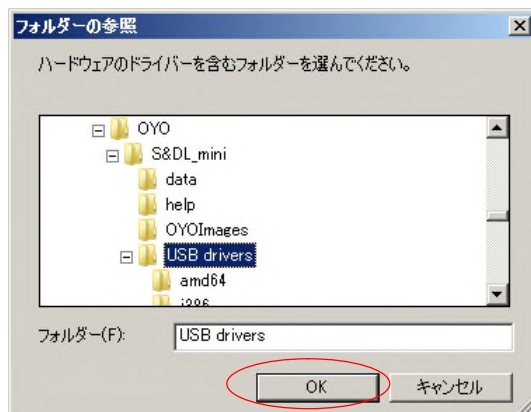 フォルダーの参照
ハードウェアのドライバーを含むフォルダーを選んでください。
OYO
S&DL_mini
data
help
OYOImages
USB drivers
amd64
i386
フォルダー(F):
USB drivers
OK
キャンセル